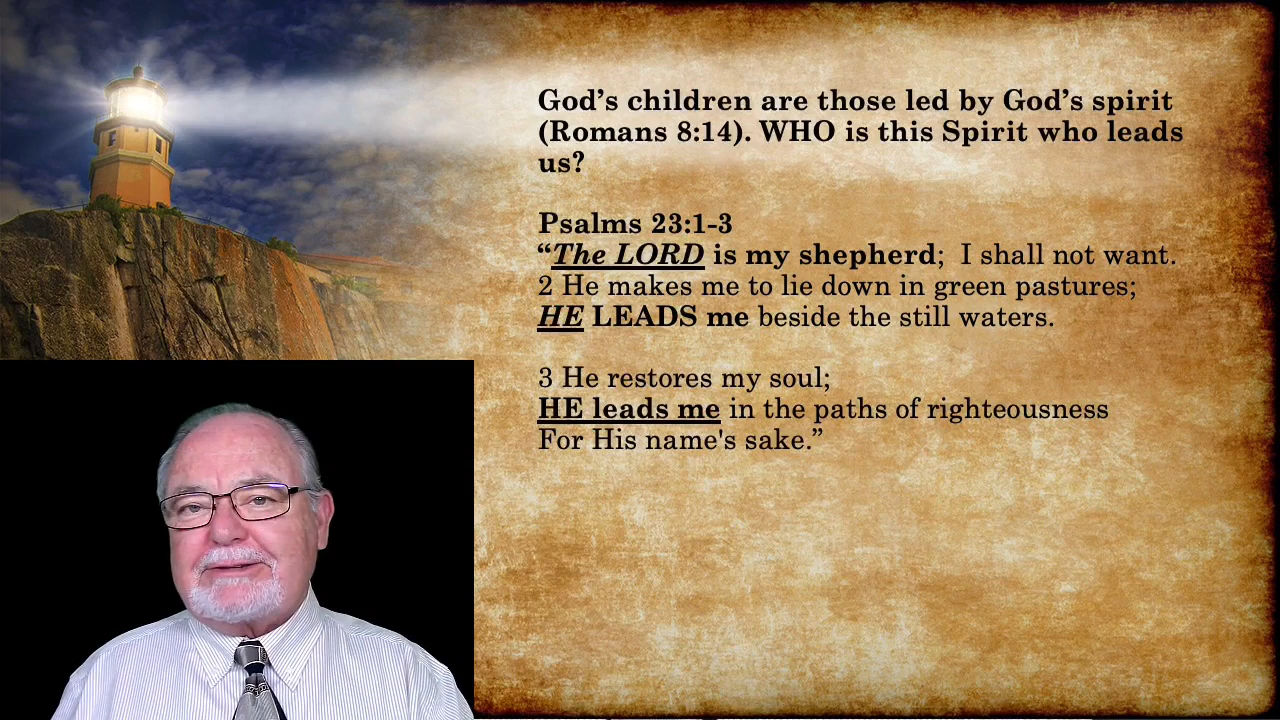 God’s children are those led by God’s spirit
(Romans 8:14). WHO is this Spirit who leads
us?
Psalms 23:1-3
“The LORD is my shepherd;  I shall not want.
2 He makes me to lie down in green pastures;
HE LEADS me beside the still waters.
3 He restores my soul;
HE leads me in the paths of righteousness
For His name's sake.”